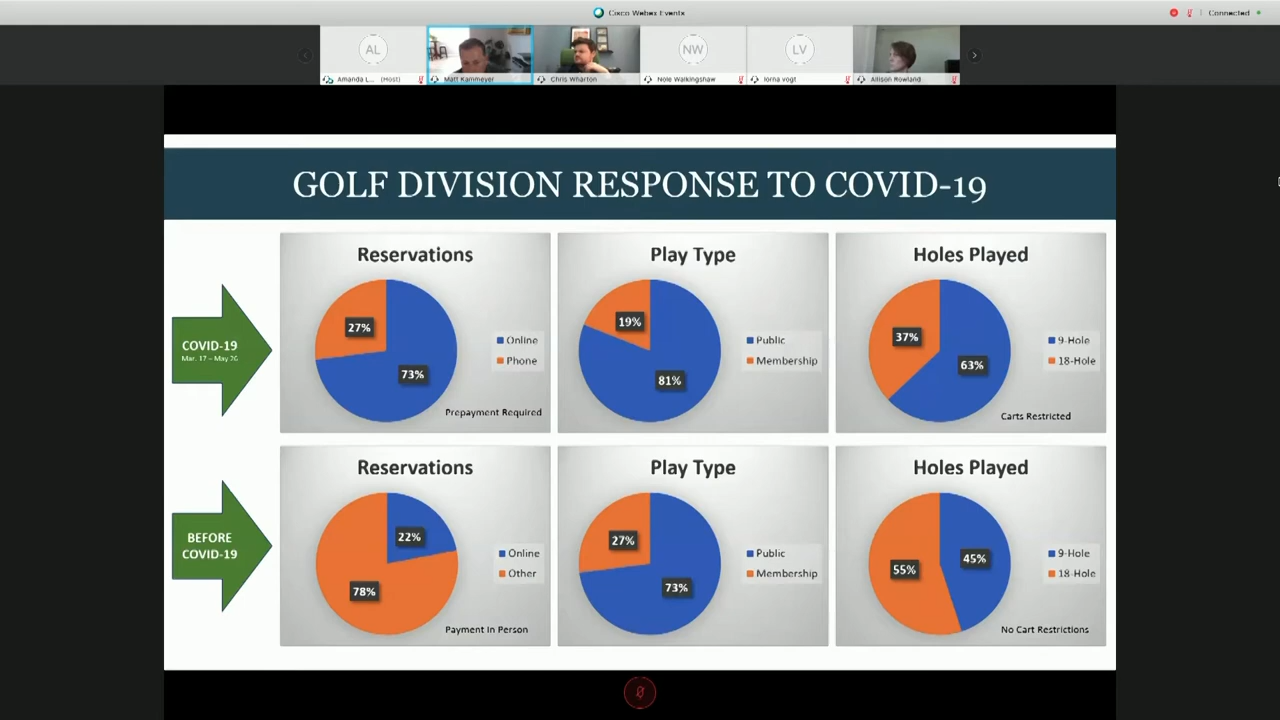 Cisco Webex Events
Connected
AL
NW
LV
Amanda L... (Host)
Matt Kammeyer
Chris Wharton
Nole Walkingshaw
lorna vogt
Allison Rowland
GOLF DIVISION RESPONSE TO COVID-19
COVID-19
Mar. 17 – May 26
Reservations
27%
73%
Online
Phone
Prepayment Required
Play Type
19%
81%
Public
Membership
Holes Played
37%
63%
9-Hole
18-Hole
Carts Restricted
BEFORE
COVID-19
Reservations
22%
78%
Online
Other
Payment In Person
Play Type
27%
73%
Public
Membership
Holes Played
55%
45%
9-Hole
18-Hole
No Cart Restrictions